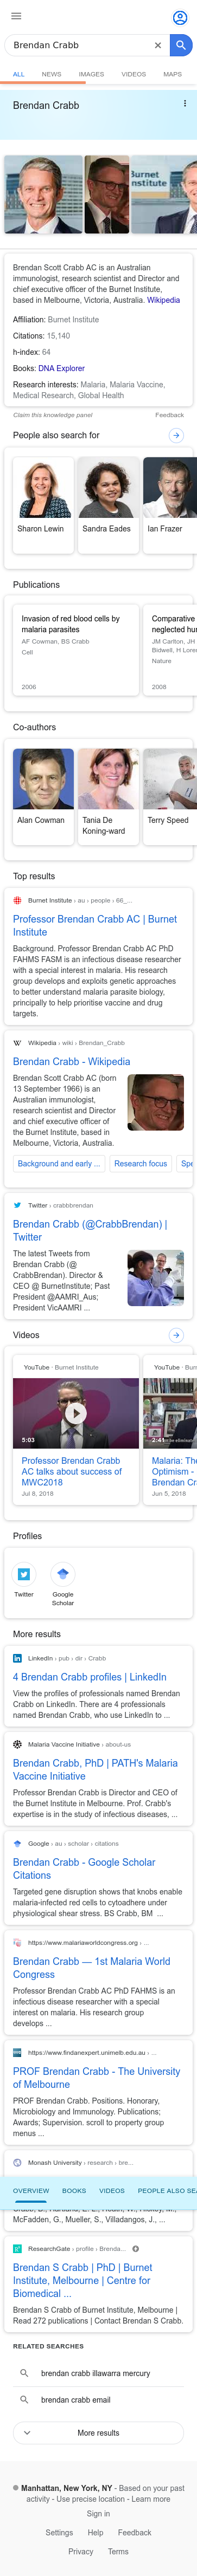 Brendan Crabb
ALL NEWS IMAGES VIDEOS MAPS
Brendan Crabb
Burnet
Institute
Brendan Scott Crabb AC is an Australian
immunologist, research scientist and Director and
chief executive officer of the Burnet Institute,
based in Melbourne, Victoria, Australia. Wikipedia
Affiliation: Burnet Institute
Citations: 15,140
h-index: 64
Books: DNA Explorer
Research interests: Malaria, Malaria Vaccine,
Medical Research, Global Health
Claim this knowledge panel Feedback
People also search for
Sharon Lewin
Sandra Eades
Ian Frazer
Publications
Invasion of red blood cells by
malaria parasites
AF Cowman, BS Crabb
Cell
2006
Comparative
neglected hu
JM Carlton, JH
Bidwell, H Lore
Nature
2008
Co-authors
Alan Cowman
Tania De
Koning-ward
Terry Speed
Top results
Burnet Institute › au › people › 66_...
Professor Brendan Crabb AC | Burnet
Institute
Background. Professor Brendan Crabb AC PhD
FAHMS FASM is an infectious disease researcher
with a special interest in malaria. His research
group develops and exploits genetic approaches
to better understand malaria parasite biology,
principally to help prioritise vaccine and drug
targets.
Wikipedia › wiki › Brendan_Crabb
Brendan Crabb - Wikipedia
Brendan Scott Crabb AC (born
13 September 1966) is an
Australian immunologist,
research scientist and Director
and chief executive officer of
the Burnet Institute, based in
Melbourne, Victoria, Australia.
Background and early ... Research focus Spe
Twitter › crabbbrendan
Brendan Crabb (@CrabbBrendan) |
Twitter
The latest Tweets from
Brendan Crabb (@
CrabbBrendan). Director &
CEO @ BurnetInstitute; Past
President @AAMRI_Aus;
President VicAAMRI ...
Videos
YouTube · Burnet Institute
5:03
Professor Brendan Crabb
AC talks about success of
MWC2018
Jul 8, 2018
YouTube · Burn
2:41
Malaria: The
Optimism -
Brendan Cr
Jun 5, 2018
Profiles
Twitter
Google
Scholar
More results
LinkedIn › pub › dir › Crabb
4 Brendan Crabb profiles | LinkedIn
View the profiles of professionals named Brendan
Crabb on LinkedIn. There are 4 professionals
named Brendan Crabb, who use LinkedIn to ...
Malaria Vaccine Initiative › about-us
Brendan Crabb, PhD | PATH's Malaria
Vaccine Initiative
Professor Brendan Crabb is Director and CEO of
the Burnet Institute in Melbourne. Prof. Crabb's
expertise is in the study of infectious diseases, ...
Google › au › scholar › citations
Brendan Crabb - Google Scholar
Citations
Targeted gene disruption shows that knobs enable
malaria-infected red cells to cytoadhere under
physiological shear stress. BS Crabb, BM ...
https://www.malariaworldcongress.org › ...
Brendan Crabb — 1st Malaria World
Congress
Professor Brendan Crabb AC PhD FAHMS is an
infectious disease researcher with a special
interest in malaria. His research group
develops ...
https://www.findanexpert.unimelb.edu.au › ...
PROF Brendan Crabb - The University
of Melbourne
PROF Brendan Crabb. Positions. Honorary,
Microbiology and Immunology. Publications;
Awards; Supervision. scroll to property group
menus ...
Monash University › research › bre...
OVERVIEW BOOKS VIDEOS PEOPLE ALSO SEA
McFadden, G., Mueller, S., Villadangos, J., ...
ResearchGate › profile › Brenda...
Brendan S Crabb | PhD | Burnet
Institute, Melbourne | Centre for
Biomedical ...
Brendan S Crabb of Burnet Institute, Melbourne |
Read 272 publications | Contact Brendan S Crabb.
RELATED SEARCHES
brendan crabb illawarra mercury
brendan crabb email
More results
Manhattan, New York, NY - Based on your past
activity - Use precise location - Learn more
Sign in
Settings Help Feedback
Privacy Terms